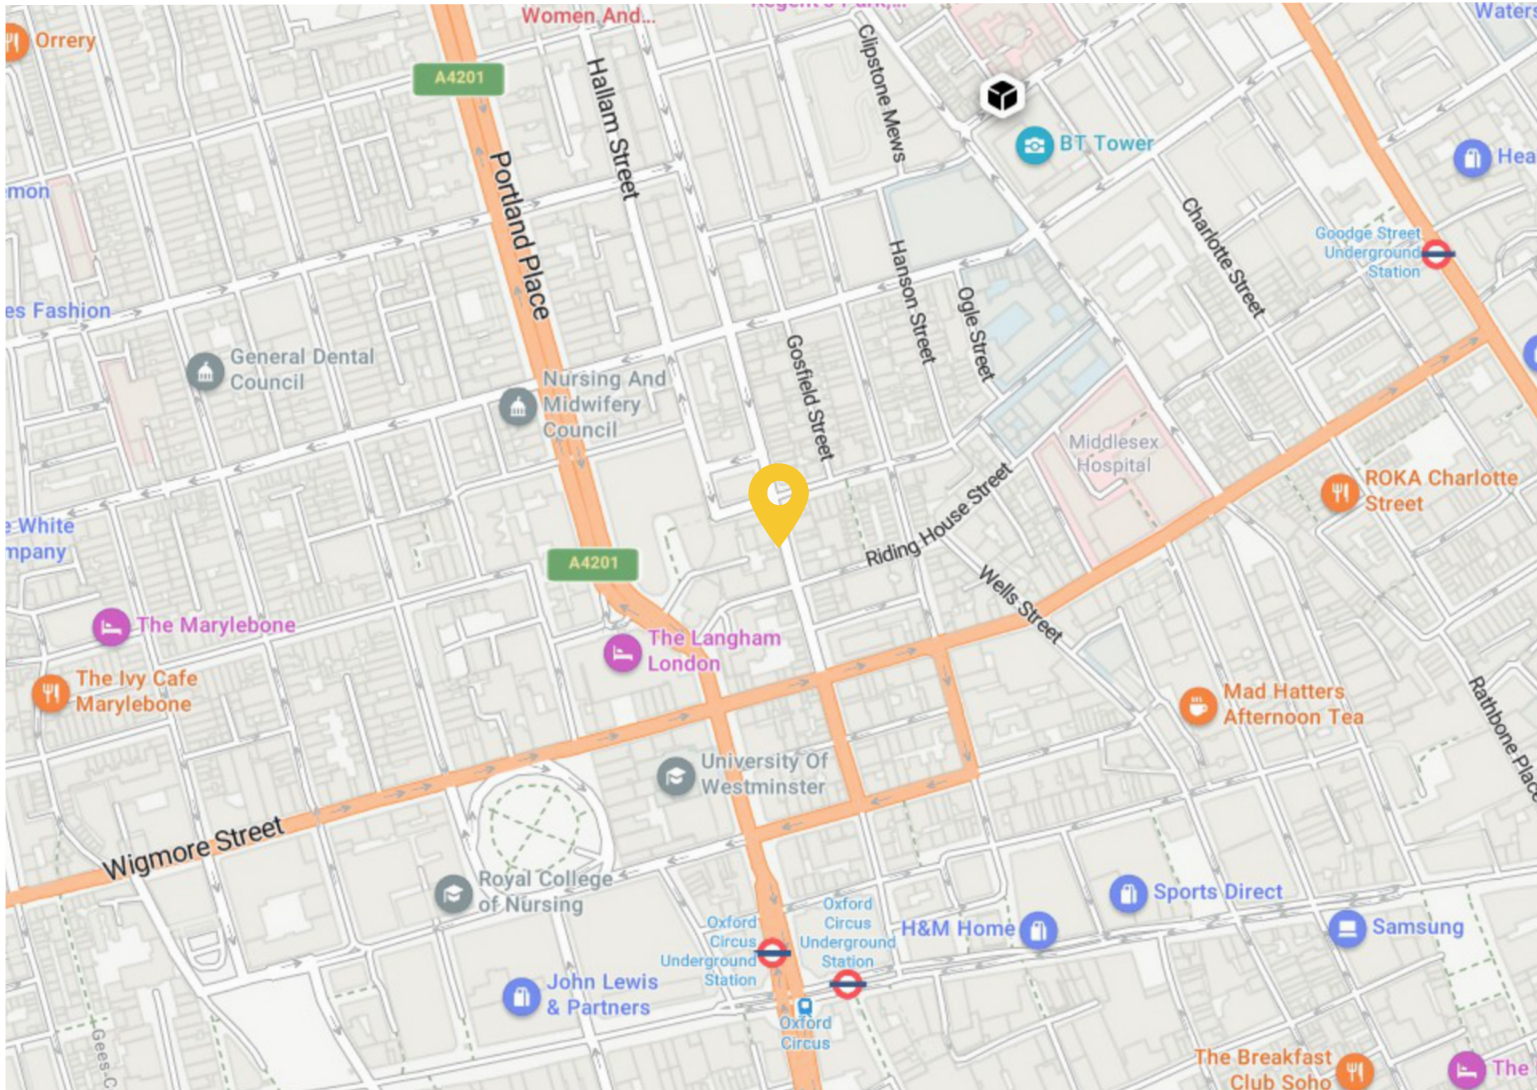 Women And...
Waters
Orrery
A4201
Hallam Street
Clipstone Mews
BT Tower
Hea
mon
Portland Place
Charlotte Street
Goodge Street
Underground
Station
Hanson Street
Ogle Street
es Fashion
General Dental
Council
Gosfield Street
Nursing And
Midwifery
Council
Middlesex
Hospital
ROKA Charlotte
Street
Riding House Street
e White
mpany
A4201
Wells Street
The Marylebone
The Langham
London
The Ivy Cafe
Marylebone
Mad Hatters
Afternoon Tea
Rathbone Place
University Of
Westminster
Wigmore Street
Royal College
of Nursing
Sports Direct
Oxford
Circus
Underground
Station
Oxford
Circus
Underground
Station
H&M Home
Samsung
John Lewis
& Partners
Oxford
Circus
Gees-C
The Breakfast
Club Soho
The